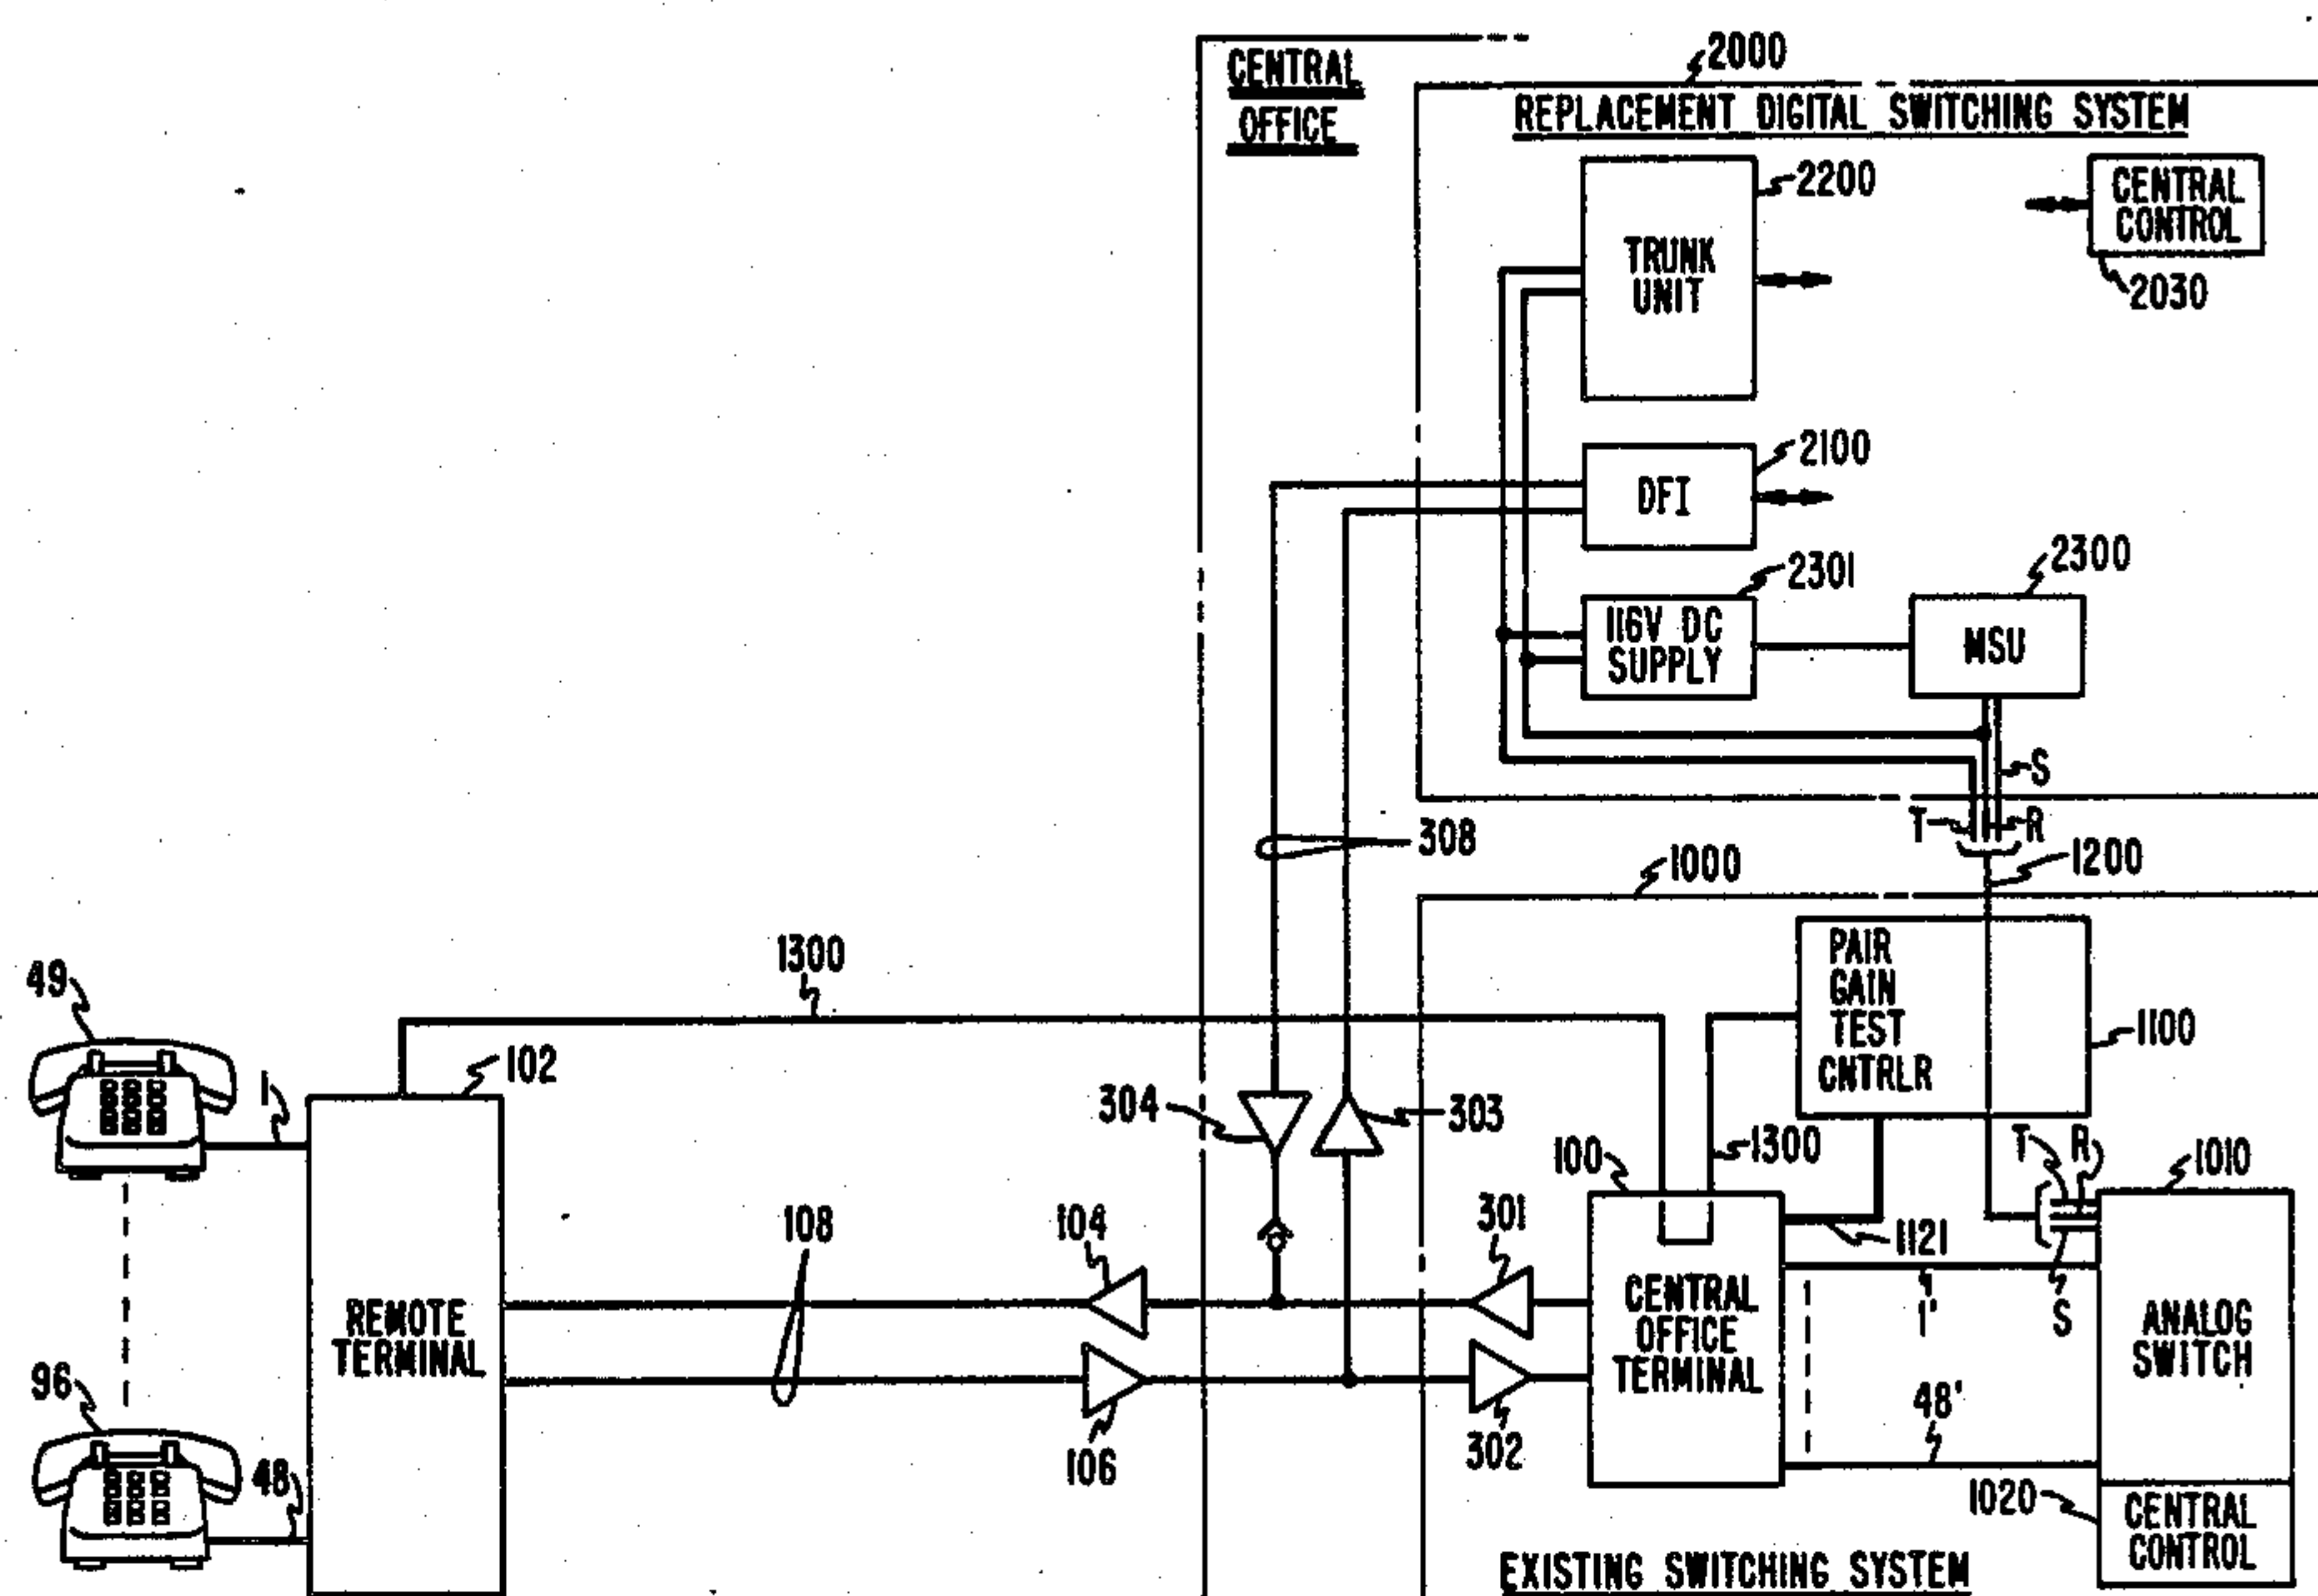 CENTRAL
OFFICE
2000
REPLACEMENT DIGITAL SWITCHING SYSTEM
2200
TRUNK
UNIT
CENTRAL
CONTROL
2030
2100
DFI
2301
116V DC
SUPPLY
2300
MSU
S
T
R
308
1200
1000
1300
49
1
102
PAIR
GAIN
TEST
CNTRLR
1100
304
303
1300
100
T
R
1010
108
104
301
1121
REMOTE
TERMINAL
CENTRAL
OFFICE
TERMINAL
1'
S
ANALOG
SWITCH
96
48
106
302
48'
1020
CENTRAL
CONTROL
EXISTING SWITCHING SYSTEM